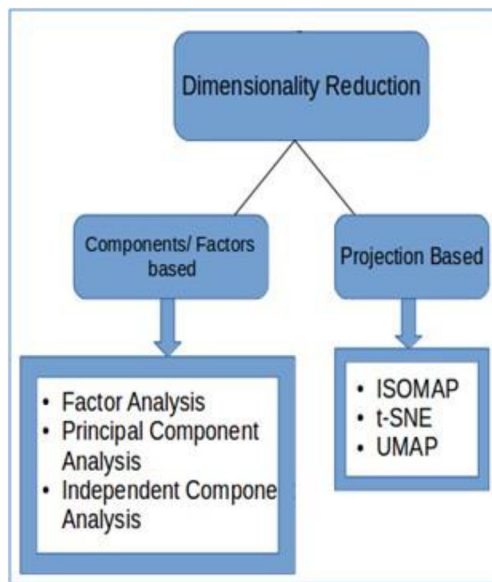 Dimensionality Reduction
Components/ Factors
based
Projection Based
• Factor Analysis
• Principal Component
Analysis
• Independent Compone
Analysis
• ISOMAP
• t-SNE
• UMAP